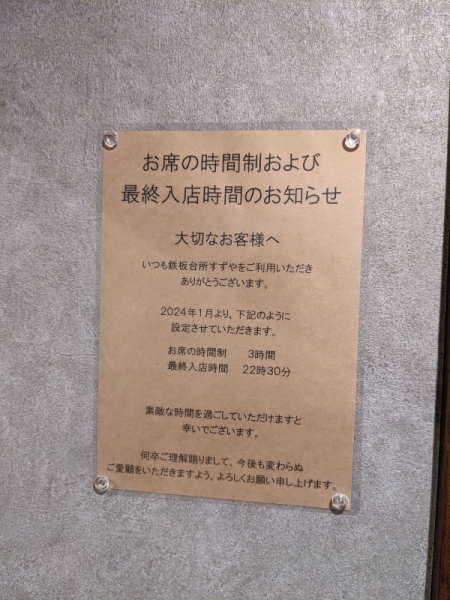 お席の時間制および
最終入店時間のお知らせ
大切なお客様へ
いつも鉄板台所すずやをご利用いただき
ありがとうございます。
2024年1月より、下記のように
設定させていただきます。
お席の時間制　3時間
最終入店時間　22時30分
素敵な時間を過ごしていただけますと
幸いでございます。
何卒ご理解賜りまして、今後も変わらぬ
ご愛顧をいただきますよう、よろしくお願い申し上げます。